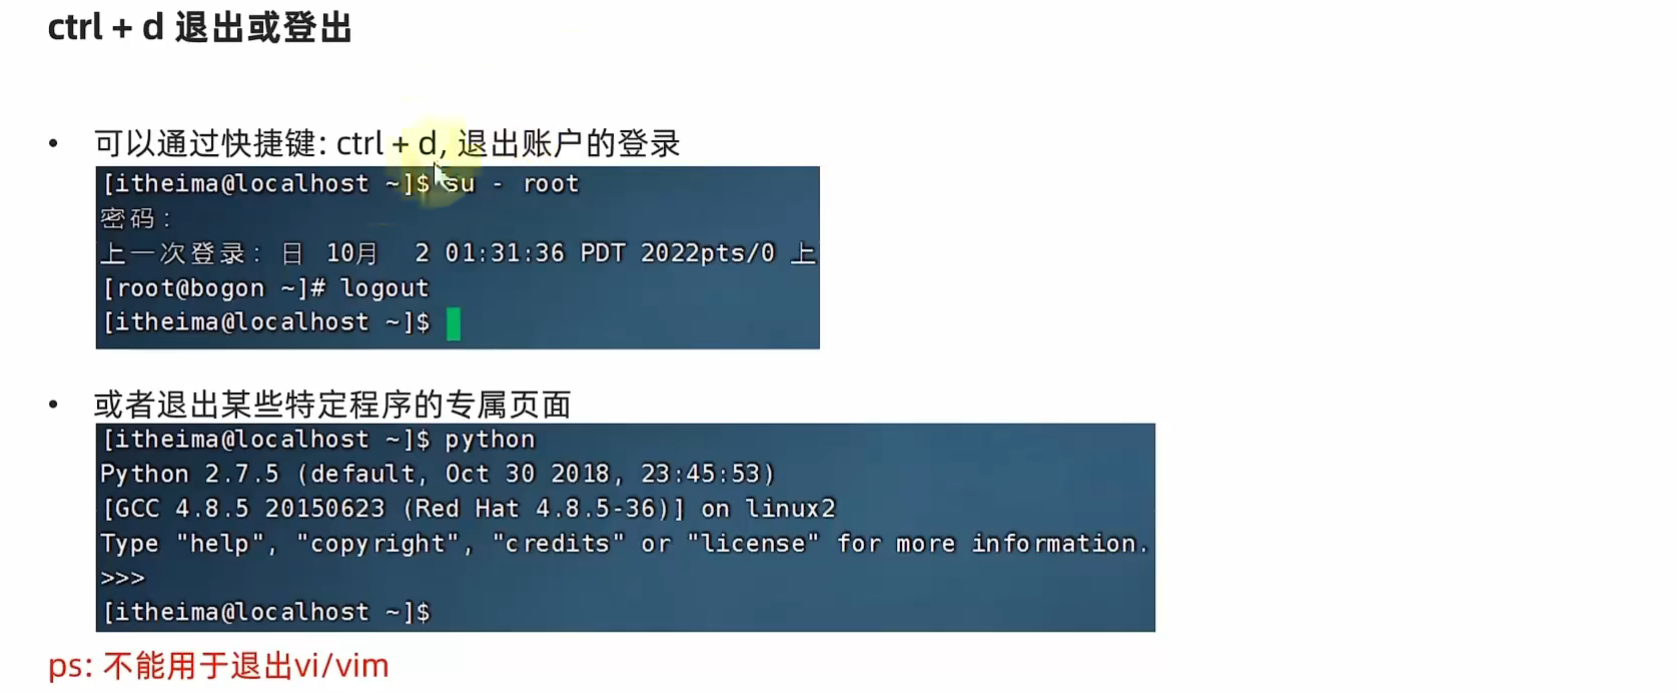 ctrl + d 退出或登出
• 可以通过快捷键: ctrl + d, 退出账户的登录
[itheima@localhost ~]$ su - root
密码：
上一次登录：日 10月  2 01:31:36 PDT 2022pts/0 上
[root@bogon ~]# logout
[itheima@localhost ~]$
• 或者退出某些特定程序的专属页面
[itheima@localhost ~]$ python
Python 2.7.5 (default, Oct 30 2018, 23:45:53)
[GCC 4.8.5 20150623 (Red Hat 4.8.5-36)] on linux2
Type "help", "copyright", "credits" or "license" for more information.
>>>
[itheima@localhost ~]$
ps: 不能用于退出vi/vim